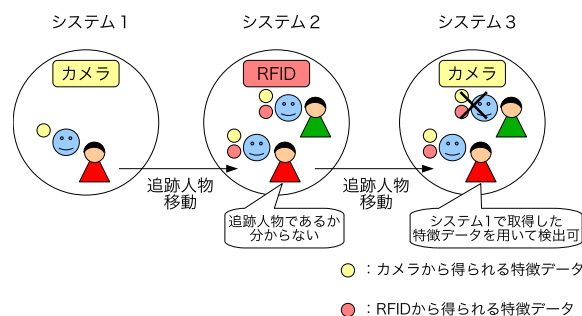 システム1
システム2
システム3
カメラ
RFID
カメラ
追跡人物
移動
追跡人物
移動
追跡人物であるか
分からない
システム1で取得した
特徴データを用いて検出可
：カメラから得られる特徴データ
：RFIDから得られる特徴データ